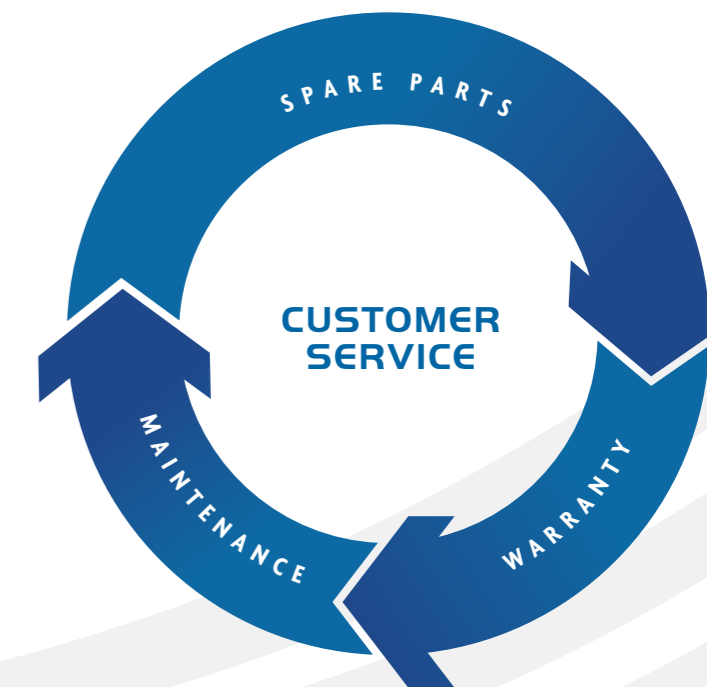 SPARE PARTS
CUSTOMER
SERVICE
MAINTENANCE
WARRANTY